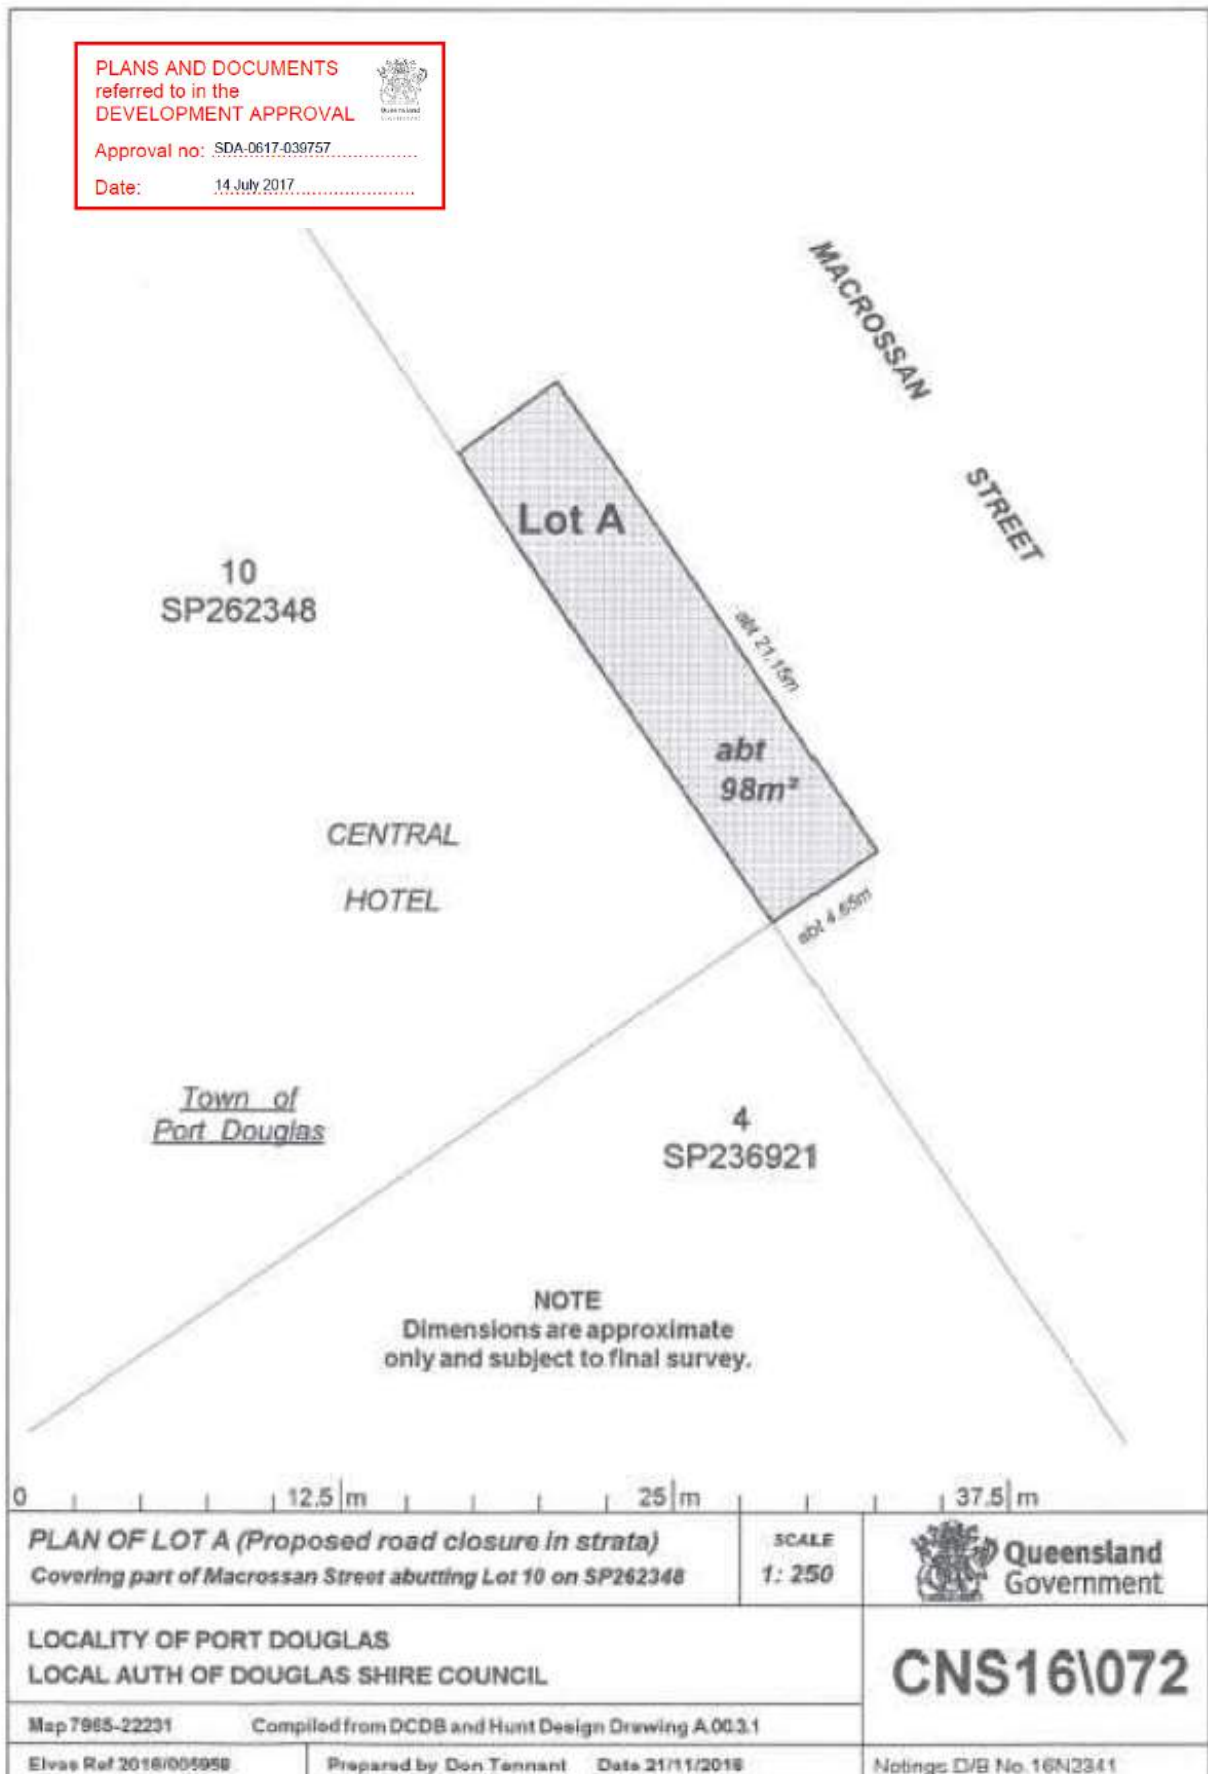 PLANS AND DOCUMENTS
referred to in the
DEVELOPMENT APPROVAL
Queensland
Government
Approval no: SDA-0617-039757
Date: 14 July 2017
MACROSSAN
STREET
Lot A
10
SP262348
abt 21.15m
abt
98m²
CENTRAL
HOTEL
abt 4.65m
Town of
Port Douglas
4
SP236921
NOTE
Dimensions are approximate
only and subject to final survey.
0 12.5 m 25 m 37.5 m
PLAN OF LOT A (Proposed road closure in strata)
Covering part of Macrossan Street abutting Lot 10 on SP262348
SCALE
1: 250
Queensland
Government
LOCALITY OF PORT DOUGLAS
LOCAL AUTH OF DOUGLAS SHIRE COUNCIL
CNS16\072
Map 7965-22231 Compiled from DCDB and Hunt Design Drawing A.00.3.1
Elvas Ref 2016/005958 Prepared by Don Tennant Date 21/11/2016 Notings D/B No. 16N2341